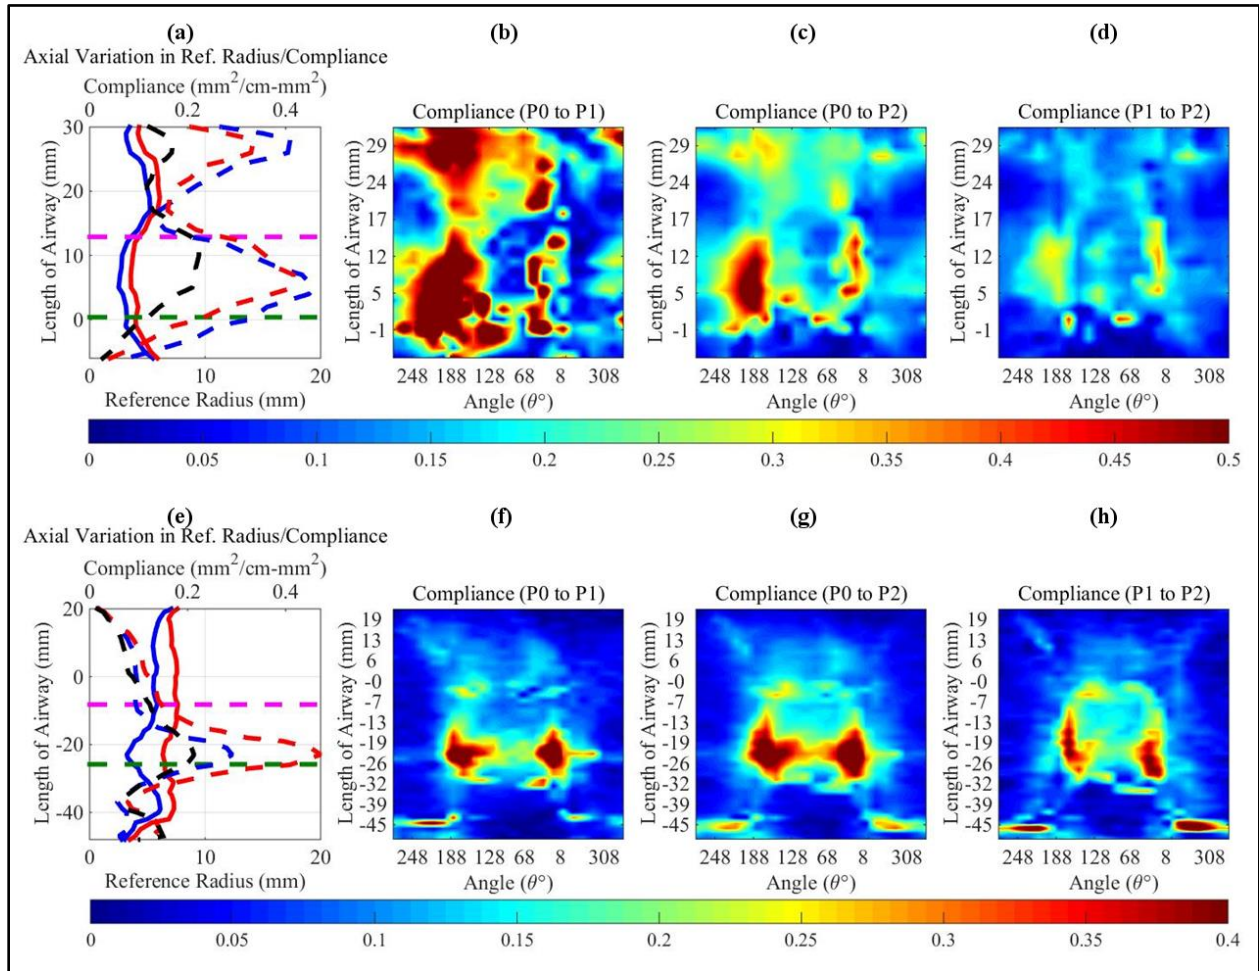 (a) (b) (c) (d)
Axial Variation in Ref. Radius/Compliance
Compliance (mm²/cm-mm²)
0 0.2 0.4
30
20
10
0
0 10 20
Length of Airway (mm)
Reference Radius (mm)
Compliance (P0 to P1)
29
24
17
12
5
-1
Length of Airway (mm)
248 188 128 68 8 308
Angle (θ°)
Compliance (P0 to P2)
29
24
17
12
5
-1
Length of Airway (mm)
248 188 128 68 8 308
Angle (θ°)
Compliance (P1 to P2)
29
24
17
12
5
-1
Length of Airway (mm)
248 188 128 68 8 308
Angle (θ°)
0 0.05 0.1 0.15 0.2 0.25 0.3 0.35 0.4 0.45 0.5
(e) (f) (g) (h)
Axial Variation in Ref. Radius/Compliance
Compliance (mm²/cm-mm²)
0 0.2 0.4
20
0
-20
-40
0 10 20
Length of Airway (mm)
Reference Radius (mm)
Compliance (P0 to P1)
19
13
6
-0
-7
-13
-19
-26
-32
-39
-45
Length of Airway (mm)
248 188 128 68 8 308
Angle (θ°)
Compliance (P0 to P2)
19
13
6
-0
-7
-13
-19
-26
-32
-39
-45
Length of Airway (mm)
248 188 128 68 8 308
Angle (θ°)
Compliance (P1 to P2)
19
13
6
-0
-7
-13
-19
-26
-32
-39
-45
Length of Airway (mm)
248 188 128 68 8 308
Angle (θ°)
0 0.05 0.1 0.15 0.2 0.25 0.3 0.35 0.4